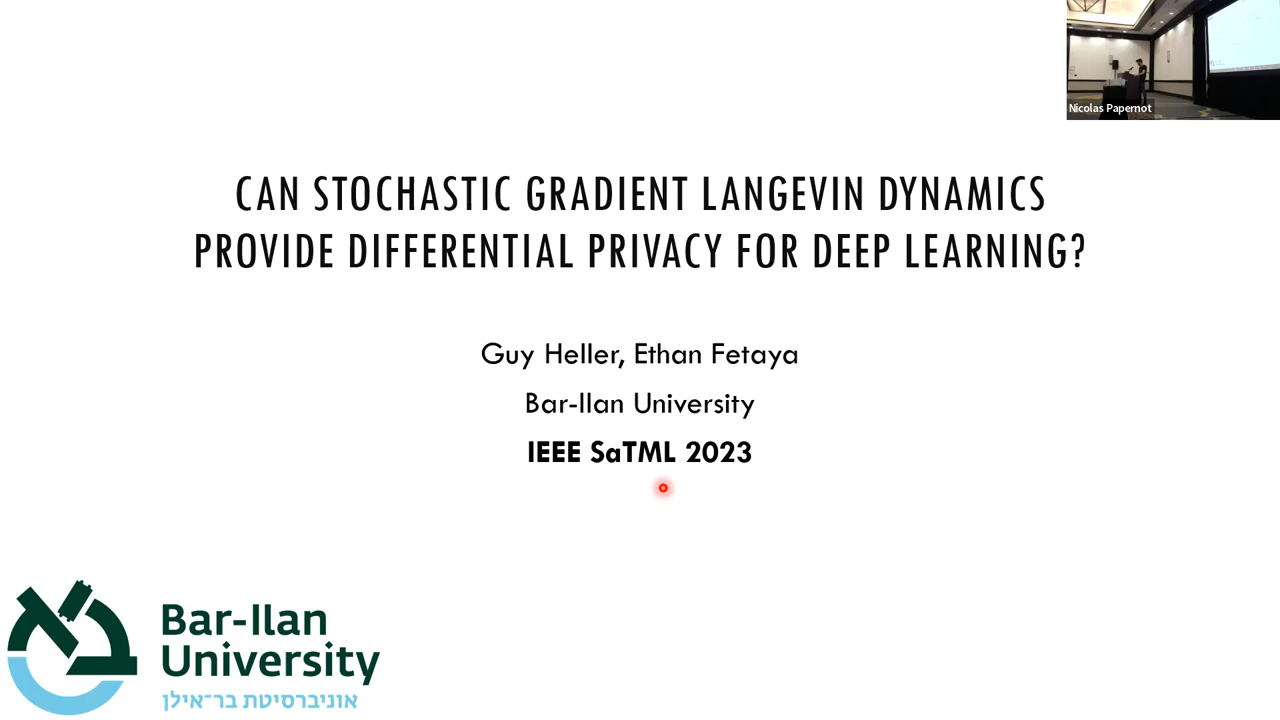 Nicolas Papernot
CAN STOCHASTIC GRADIENT LANGEVIN DYNAMICS
PROVIDE DIFFERENTIAL PRIVACY FOR DEEP LEARNING?
Guy Heller, Ethan Fetaya
Bar-Ilan University
IEEE SaTML 2023
Bar-Ilan
University
אוניברסיטת בר־אילן